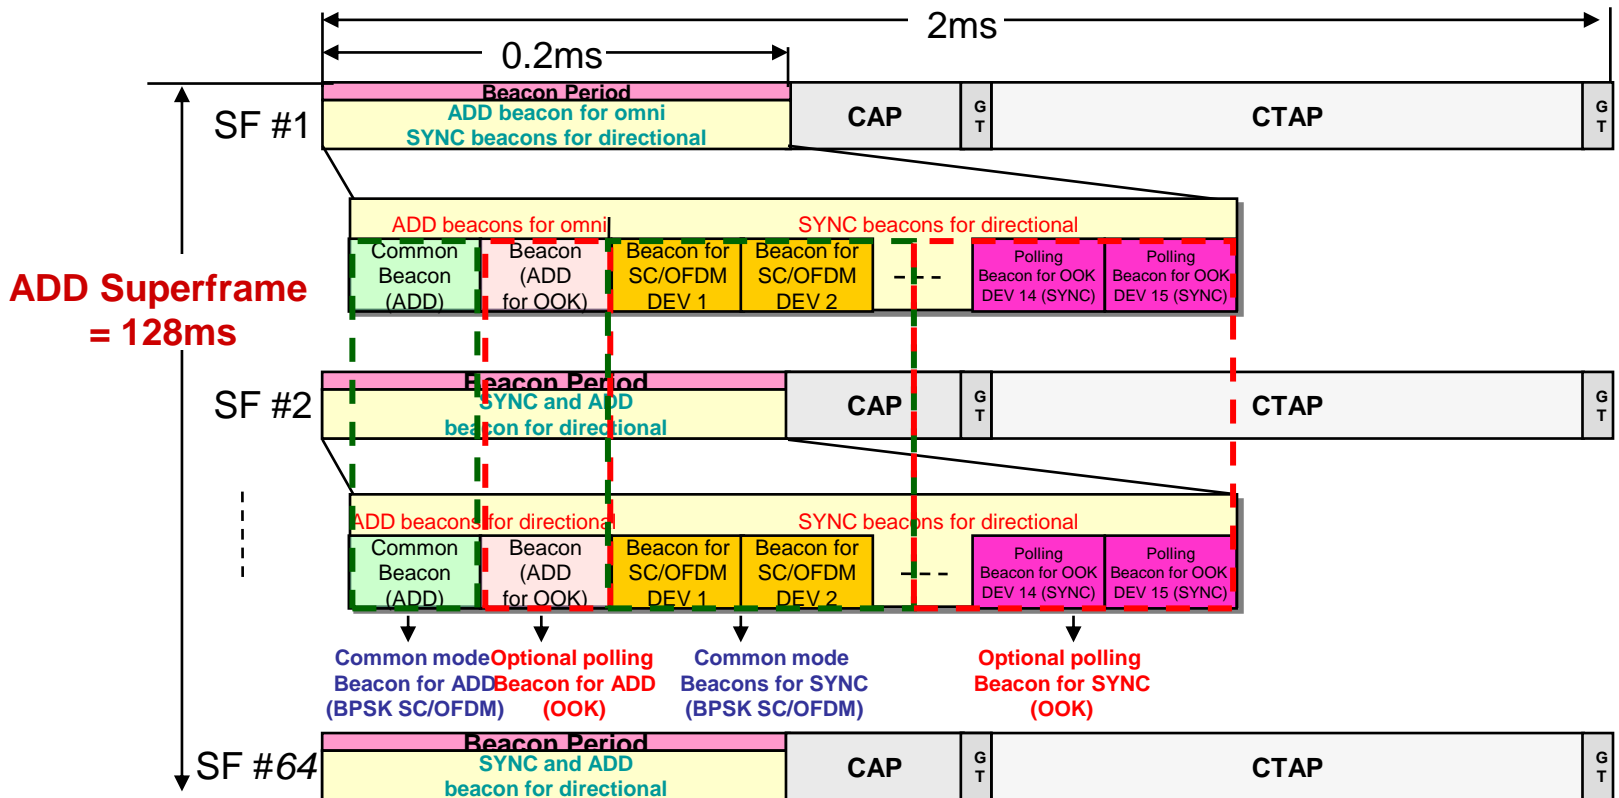 2ms
0.2ms
SF #1
Beacon Period
ADD beacon for omni
SYNC beacons for directional
CAP
G
T
CTAP
G
T
ADD beacons for omni
SYNC beacons for directional
Common
Beacon
(ADD)
Beacon
(ADD
for OOK)
Beacon for
SC/OFDM
DEV 1
Beacon for
SC/OFDM
DEV 2
Polling
Beacon for OOK
DEV 14 (SYNC)
Polling
Beacon for OOK
DEV 15 (SYNC)
ADD Superframe
= 128ms
SF #2
Beacon Period
SYNC and ADD
beacon for directional
CAP
G
T
CTAP
G
T
ADD beacons for directional
SYNC beacons for directional
Common
Beacon
(ADD)
Beacon
(ADD
for OOK)
Beacon for
SC/OFDM
DEV 1
Beacon for
SC/OFDM
DEV 2
Polling
Beacon for OOK
DEV 14 (SYNC)
Polling
Beacon for OOK
DEV 15 (SYNC)
Common mode
Beacon for ADD
(BPSK SC/OFDM)
Optional polling
Beacon for ADD
(OOK)
Common mode
Beacons for SYNC
(BPSK SC/OFDM)
Optional polling
Beacon for SYNC
(OOK)
SF #64
Beacon Period
SYNC and ADD
beacon for directional
CAP
G
T
CTAP
G
T